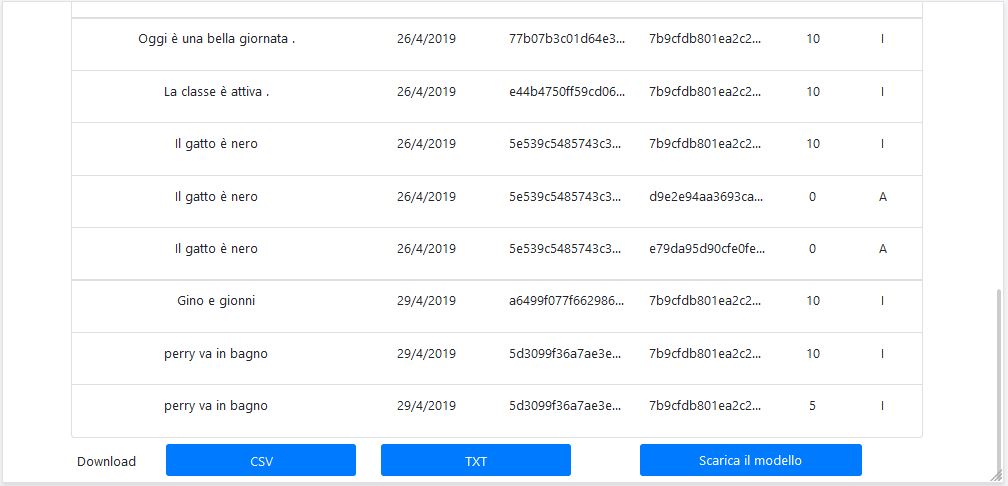 Oggi è una bella giornata . 26/4/2019 77b07b3c01d64e3... 7b9cfdb801ea2c2... 10 I
La classe è attiva . 26/4/2019 e44b4750ff59cd06... 7b9cfdb801ea2c2... 10 I
Il gatto è nero 26/4/2019 5e539c5485743c3... 7b9cfdb801ea2c2... 10 I
Il gatto è nero 26/4/2019 5e539c5485743c3... d9e2e94aa3693ca... 0 A
Il gatto è nero 26/4/2019 5e539c5485743c3... e79da95d90cfe0fe... 0 A
Gino e gionni 29/4/2019 a6499f077f662986... 7b9cfdb801ea2c2... 10 I
perry va in bagno 29/4/2019 5d3099f36a7ae3e... 7b9cfdb801ea2c2... 10 I
perry va in bagno 29/4/2019 5d3099f36a7ae3e... 7b9cfdb801ea2c2... 5 I
Download CSV TXT Scarica il modello